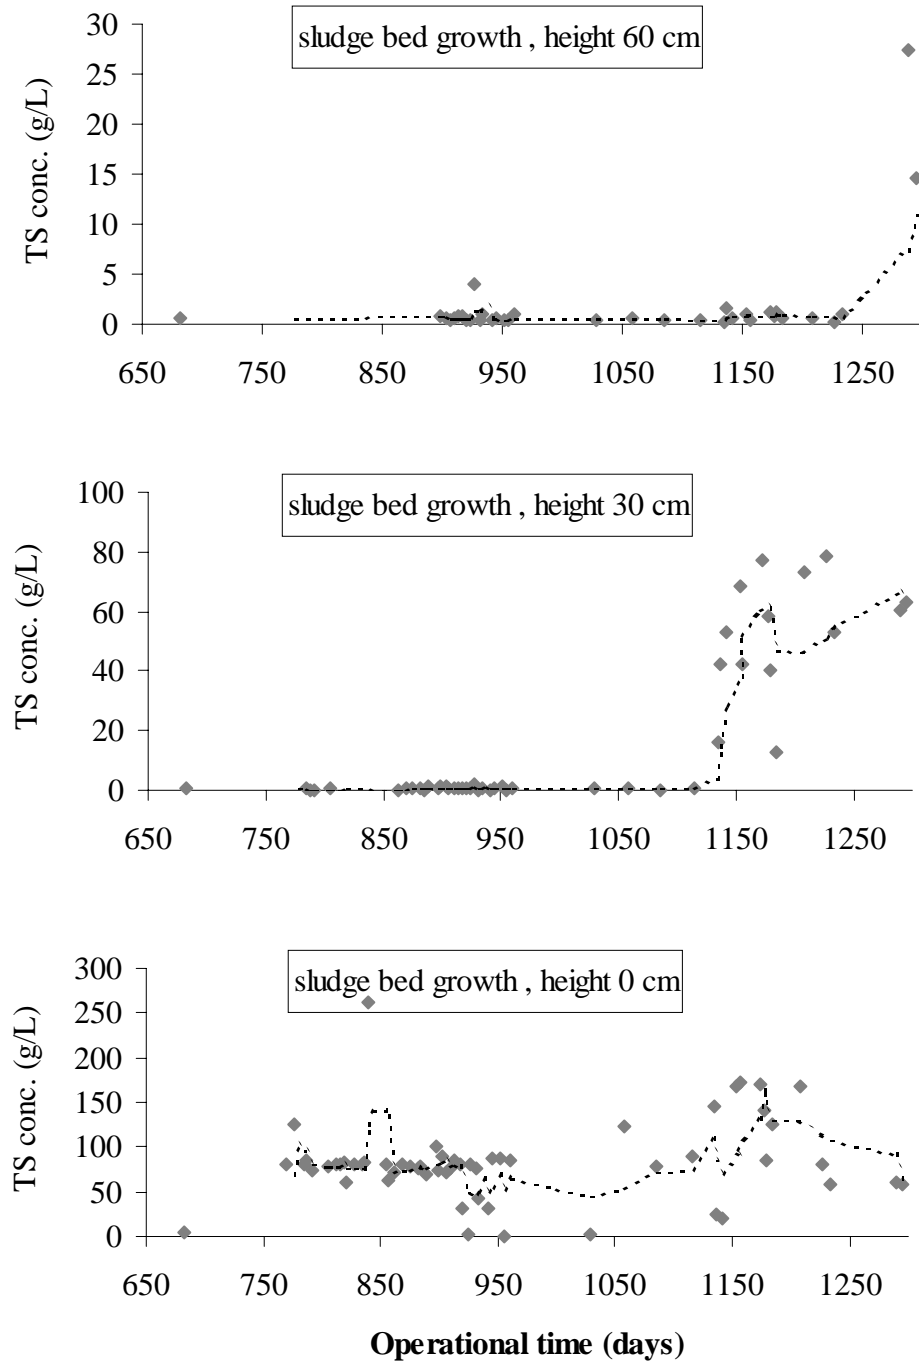 sludge bed growth , height 60 cm
TS conc. (g/L)
30
25
20
15
10
5
0
650 750 850 950 1050 1150 1250
sludge bed growth , height 30 cm
TS conc. (g/L)
100
80
60
40
20
0
650 750 850 950 1050 1150 1250
sludge bed growth , height 0 cm
TS conc. (g/L)
300
250
200
150
100
50
0
650 750 850 950 1050 1150 1250
Operational time (days)